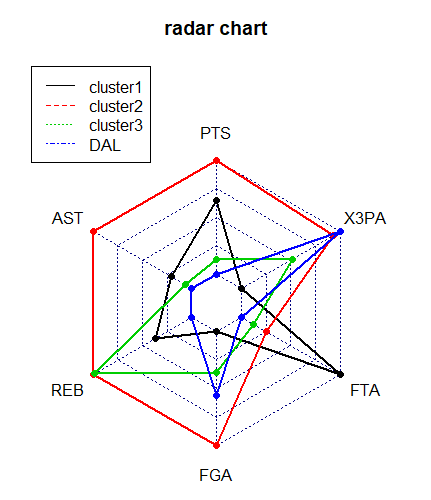 radar chart
cluster1
cluster2
cluster3
DAL
PTS
AST
X3PA
REB
FTA
FGA